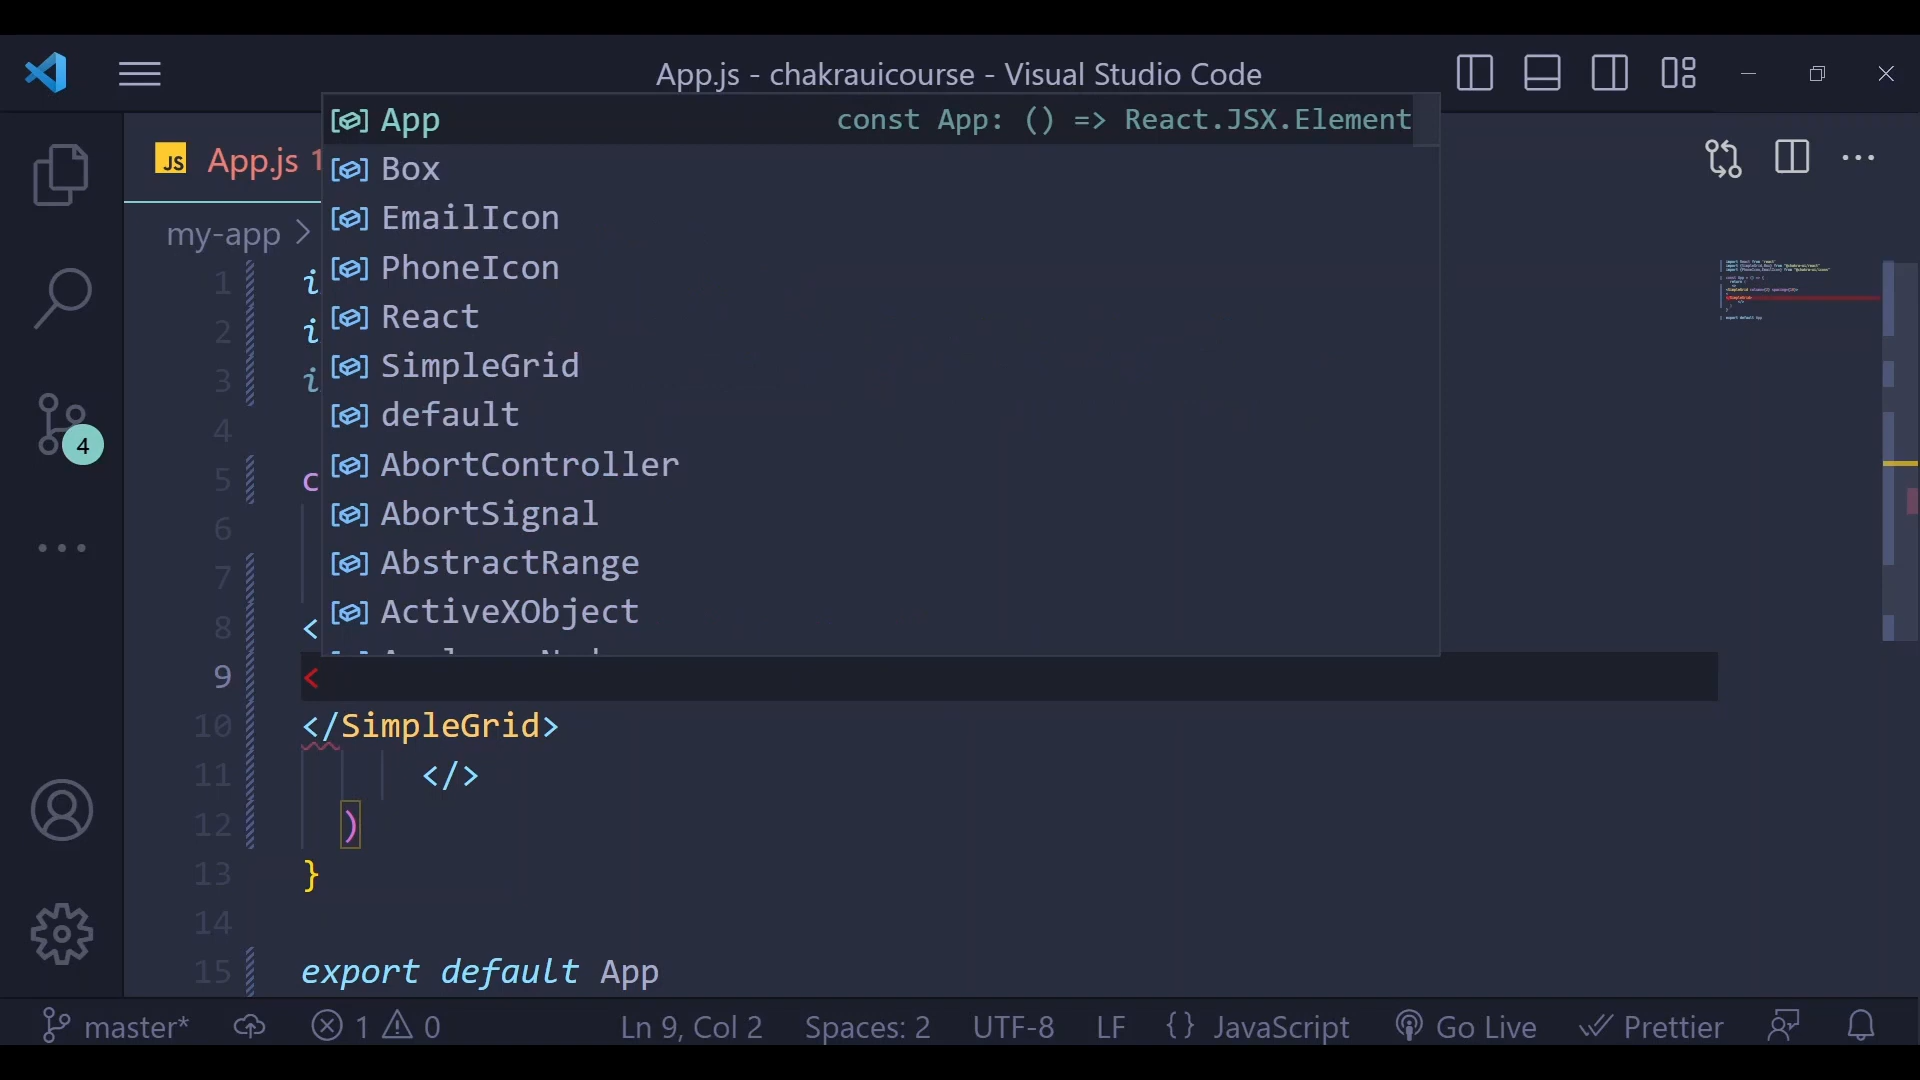 App.js - chakrauicourse - Visual Studio Code
JS App.js 1
my-app >
App const App: () => React.JSX.Element
Box
EmailIcon
PhoneIcon
React
SimpleGrid
default
AbortController
AbortSignal
AbstractRange
ActiveXObject
1 i
2 i
3 i
4
5 c
6
7
8 <
9 <
10 </SimpleGrid>
11 </>
12 )
13 }
14
15 export default App
4
master* 1 0 Ln 9, Col 2 Spaces: 2 UTF-8 LF {} JavaScript Go Live Prettier